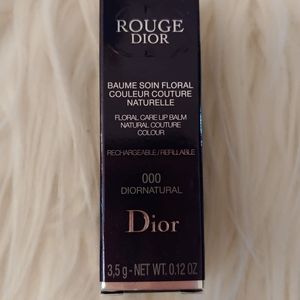 ROUGE
DIOR
BAUME SOIN FLORAL
COULEUR COUTURE
NATURELLE
FLORAL CARE LIP BALM
NATURAL COUTURE
COLOUR
RECHARGEABLE/REFILLABLE
000
DIORNATURAL
Dior
3,5 g - NET WT. 0.12 OZ